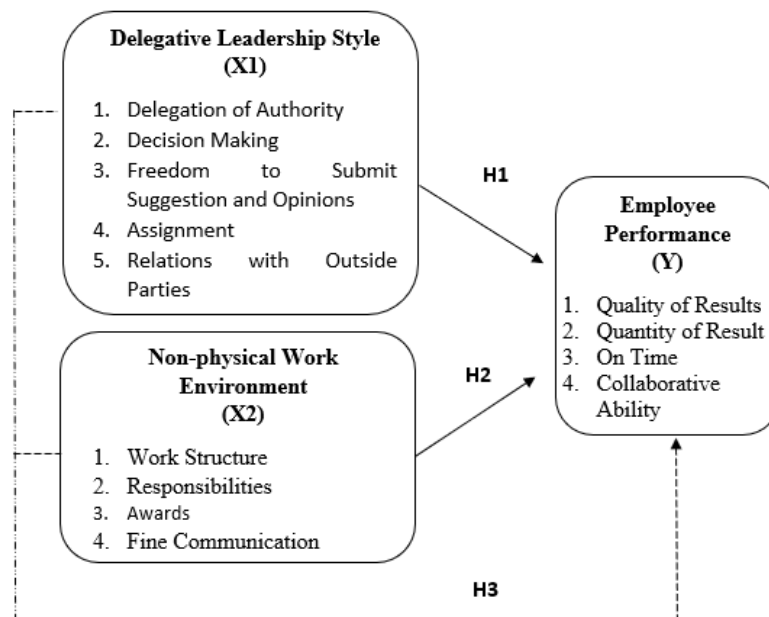 Delegative Leadership Style
(X1)
1. Delegation of Authority
2. Decision Making
3. Freedom to Submit
Suggestion and Opinions
4. Assignment
5. Relations with Outside
Parties
H1
Employee
Performance
(Y)
1. Quality of Results
2. Quantity of Result
3. On Time
4. Collaborative
Ability
Non-physical Work
Environment
(X2)
1. Work Structure
2. Responsibilities
3. Awards
4. Fine Communication
H2
H3